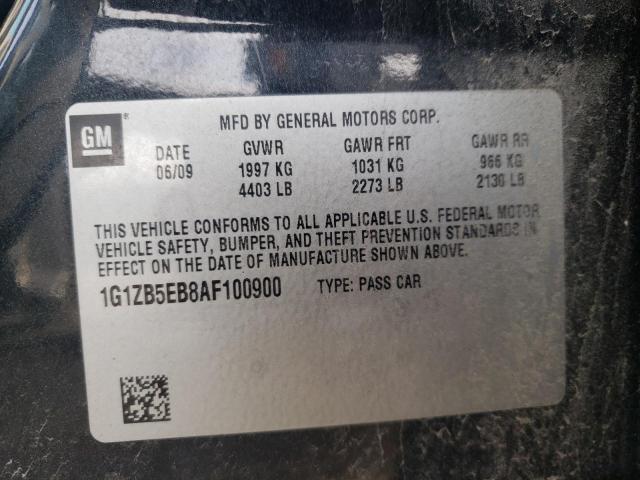 GM®
MFD BY GENERAL MOTORS CORP.
DATE GVWR GAWR FRT GAWR RR
06/09 1997 KG 1031 KG 966 KG
4403 LB 2273 LB 2130 LB
THIS VEHICLE CONFORMS TO ALL APPLICABLE U.S. FEDERAL MOTOR
VEHICLE SAFETY, BUMPER, AND THEFT PREVENTION STANDARDS IN
EFFECT ON THE DATE OF MANUFACTURE SHOWN ABOVE.
1G1ZB5EB8AF100900 TYPE: PASS CAR